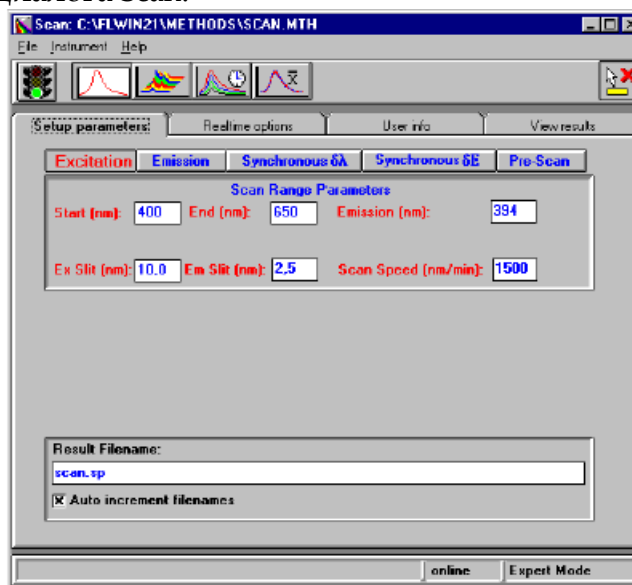 диалога Scan.
Scan: C:\FLWIN21\METHODS\SCAN.MTH
File Instrument Help
Setup parameters: Realtime options User info View results
Excitation Emission Synchronous δλ Synchronous δE Pre-Scan
Scan Range Parameters
Start (nm): 400 End (nm): 650 Emission (nm): 394
Ex Slit (nm): 10.0 Em Slit (nm): 2,5 Scan Speed (nm/min): 1500
Result Filename:
scan.sp
Auto increment filenames
online Expert Mode